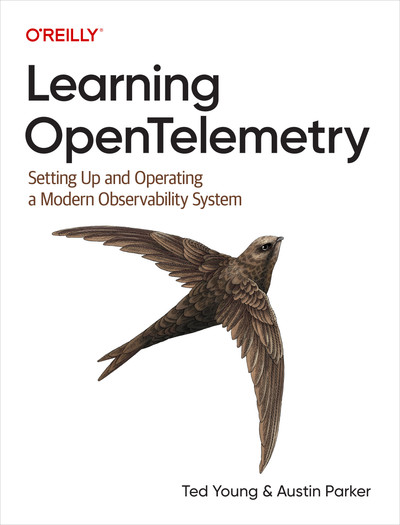 O'REILLY®
Learning
OpenTelemetry
Setting Up and Operating
a Modern Observability System
Ted Young & Austin Parker